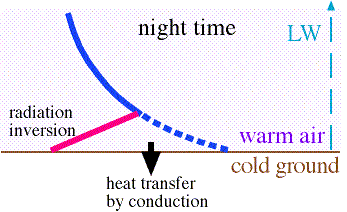 night time
LW
radiation
inversion
warm air
cold ground
heat transfer
by conduction